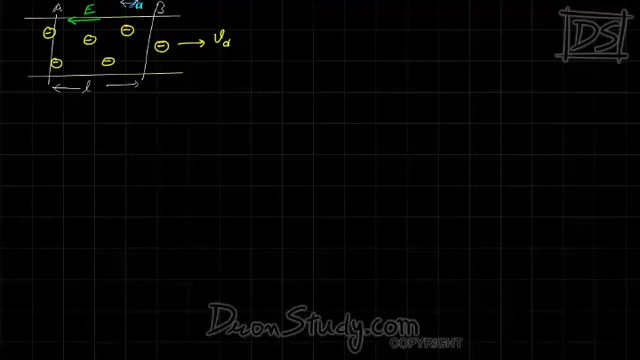 A E B
⊖ ⊖ ⊖ ⊖ → v_d
⊖ ⊖
← l →
DS
DronStudy.com
COPYRIGHT